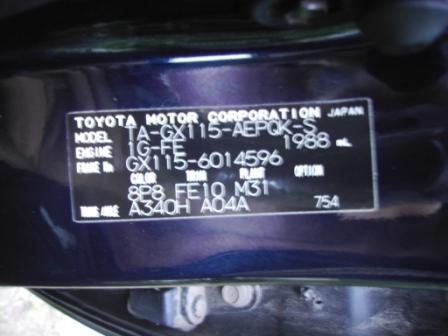 TOYOTA MOTOR CORPORATION JAPAN
MODEL TA-GX115-AEPQK-S
ENGINE 1G-FE 1988 mL
FRAME No GX115-6014596
COLOR TRIM PLANT OPTION
8P8 FE10 M31
TRANS/AXLE A340H A04A 754